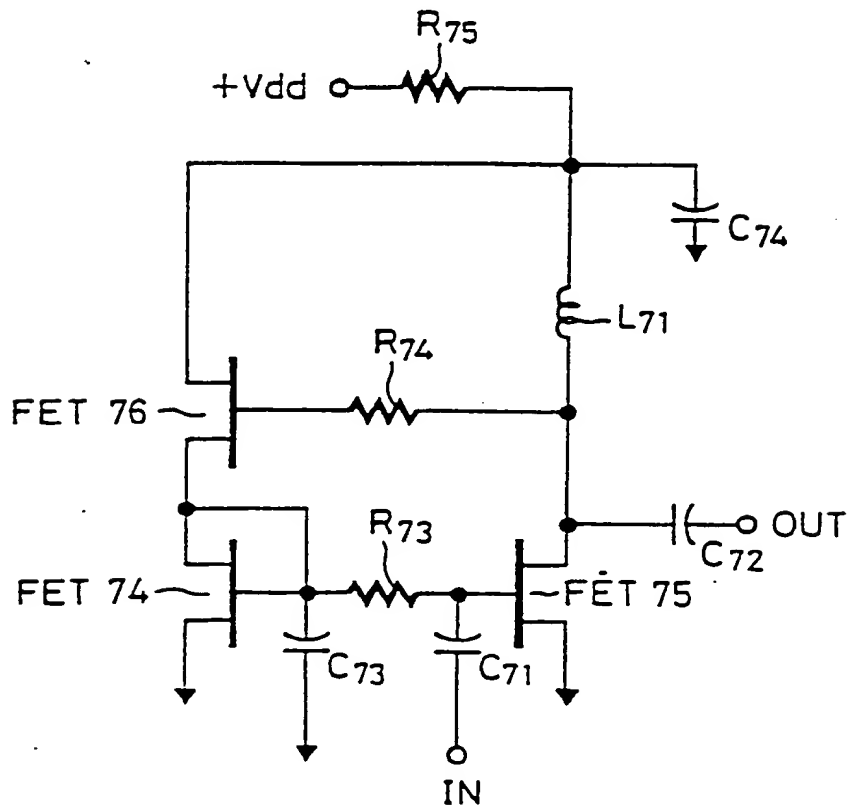 R75
+Vdd
C74
L71
R74
FET 76
R73
OUT
C72
FET 74
FET 75
C73
C71
IN